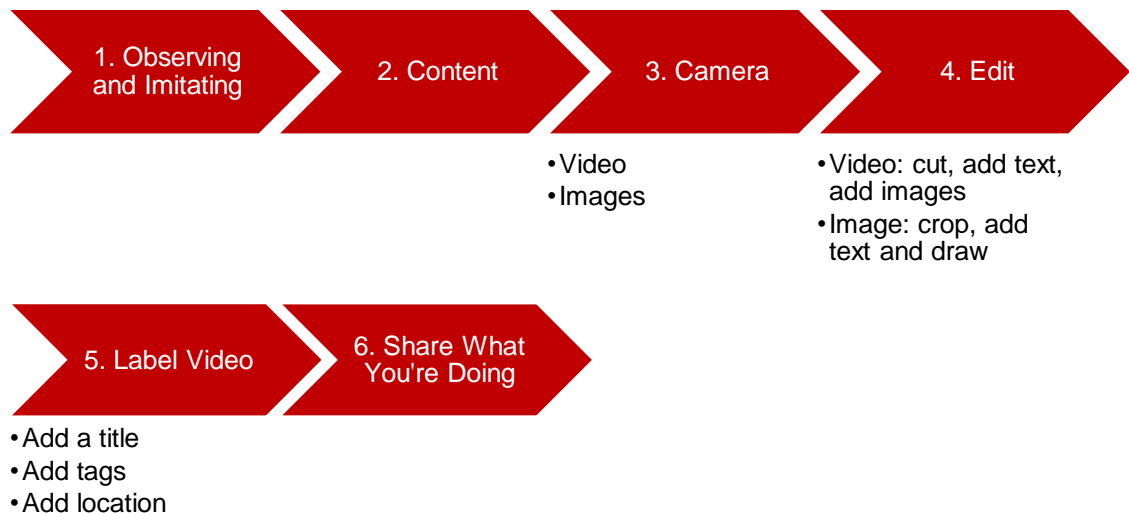 1. Observing
and Imitating
2. Content
3. Camera
4. Edit
•Video
•Images
•Video: cut, add text,
add images
•Image: crop, add
text and draw
5. Label Video
6. Share What
You're Doing
•Add a title
•Add tags
•Add location